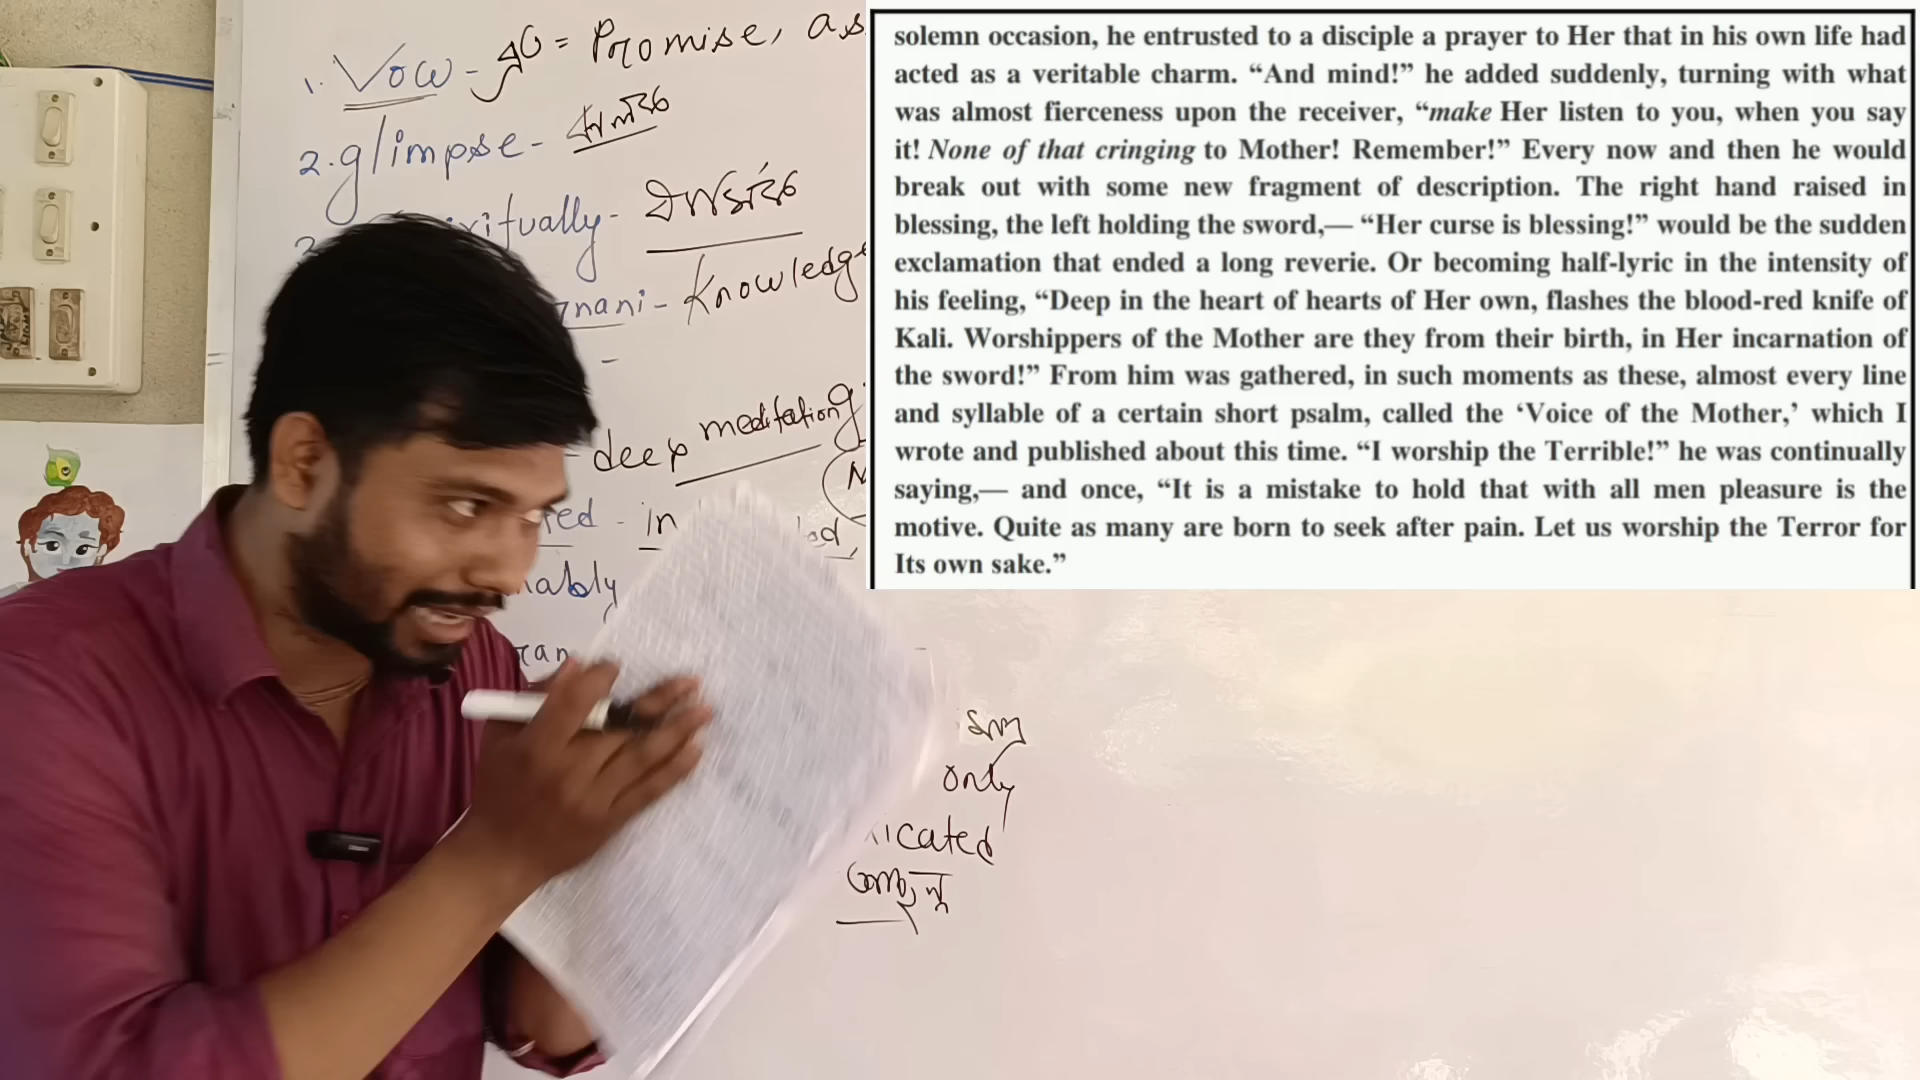 1. Vow - ব্রত = Promise, as
2. glimpse - ঝলক
ritually -
nani - Knowledge
-
- deep meditation
ed - in
nably
ran
only
icated
solemn occasion, he entrusted to a disciple a prayer to Her that in his own life had
acted as a veritable charm. “And mind!” he added suddenly, turning with what
was almost fierceness upon the receiver, “make Her listen to you, when you say
it! None of that cringing to Mother! Remember!” Every now and then he would
break out with some new fragment of description. The right hand raised in
blessing, the left holding the sword,— “Her curse is blessing!” would be the sudden
exclamation that ended a long reverie. Or becoming half-lyric in the intensity of
his feeling, “Deep in the heart of hearts of Her own, flashes the blood-red knife of
Kali. Worshippers of the Mother are they from their birth, in Her incarnation of
the sword!” From him was gathered, in such moments as these, almost every line
and syllable of a certain short psalm, called the ‘Voice of the Mother,’ which I
wrote and published about this time. “I worship the Terrible!” he was continually
saying,— and once, “It is a mistake to hold that with all men pleasure is the
motive. Quite as many are born to seek after pain. Let us worship the Terror for
Its own sake.”